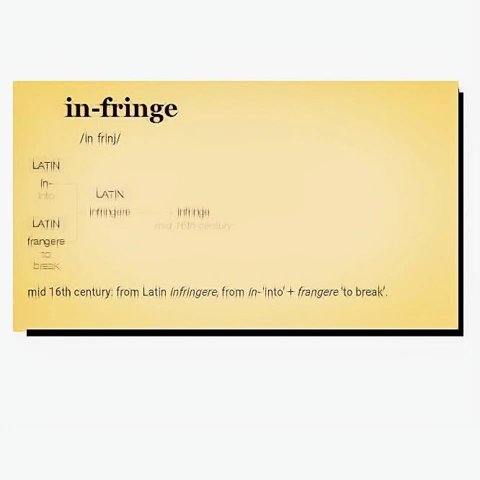 in-fringe
/in frinj/
LATIN
in-
into
LATIN
infringere
infringe
mid 16th century
LATIN
frangere
to
break
mid 16th century: from Latin infringere, from in- 'into' + frangere 'to break'.